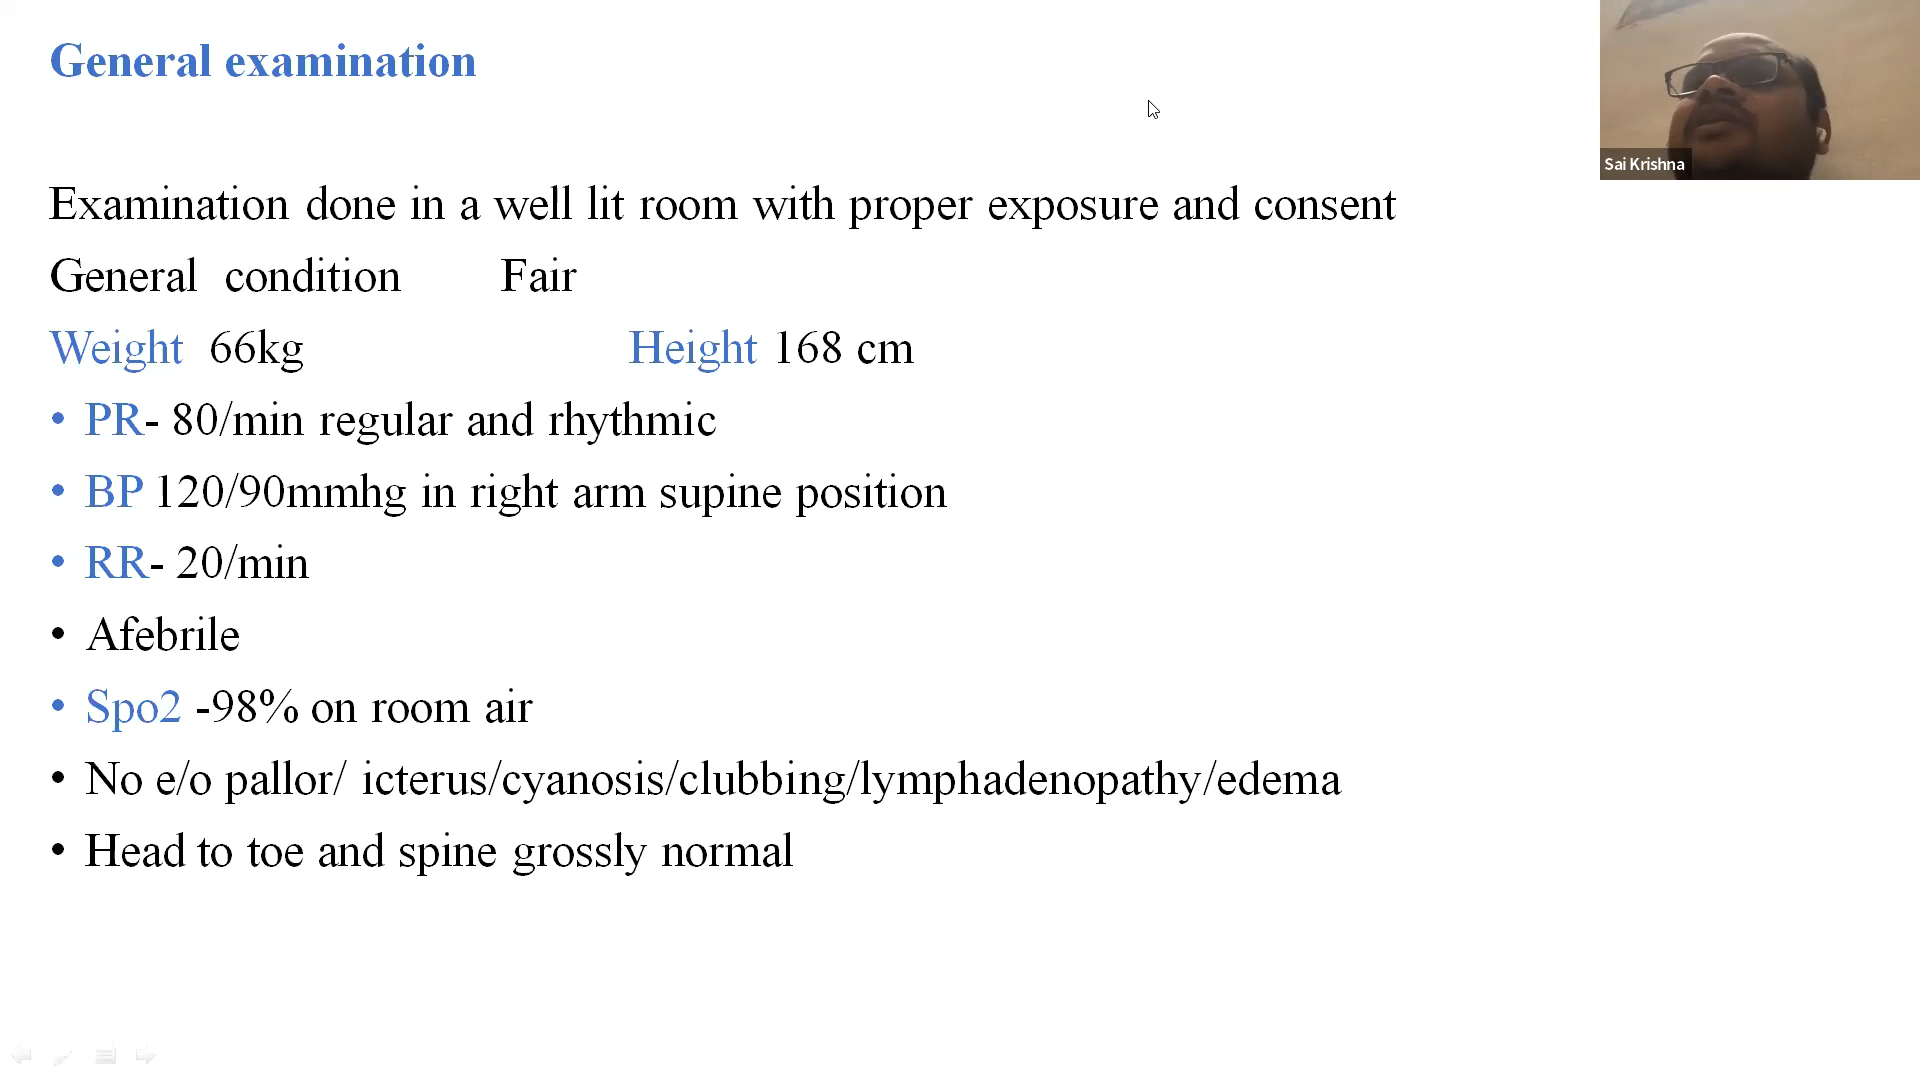 General examination
Sai Krishna
Examination done in a well lit room with proper exposure and consent
General condition Fair
Weight 66kg Height 168 cm
• PR- 80/min regular and rhythmic
• BP 120/90mmhg in right arm supine position
• RR- 20/min
• Afebrile
• Spo2 -98% on room air
• No e/o pallor/ icterus/cyanosis/clubbing/lymphadenopathy/edema
• Head to toe and spine grossly normal